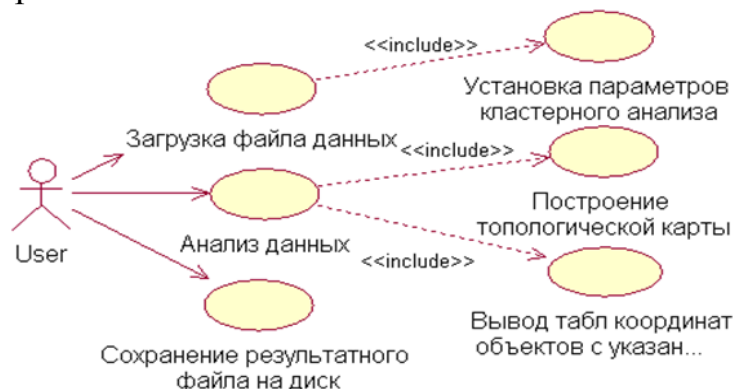 <<include>>
Установка параметров
кластерного анализа
Загрузка файла данных
<<include>>
Построение
топологической карты
User
Анализ данных
<<include>>
Вывод табл координат
объектов с указан...
Сохранение результатного
файла на диск